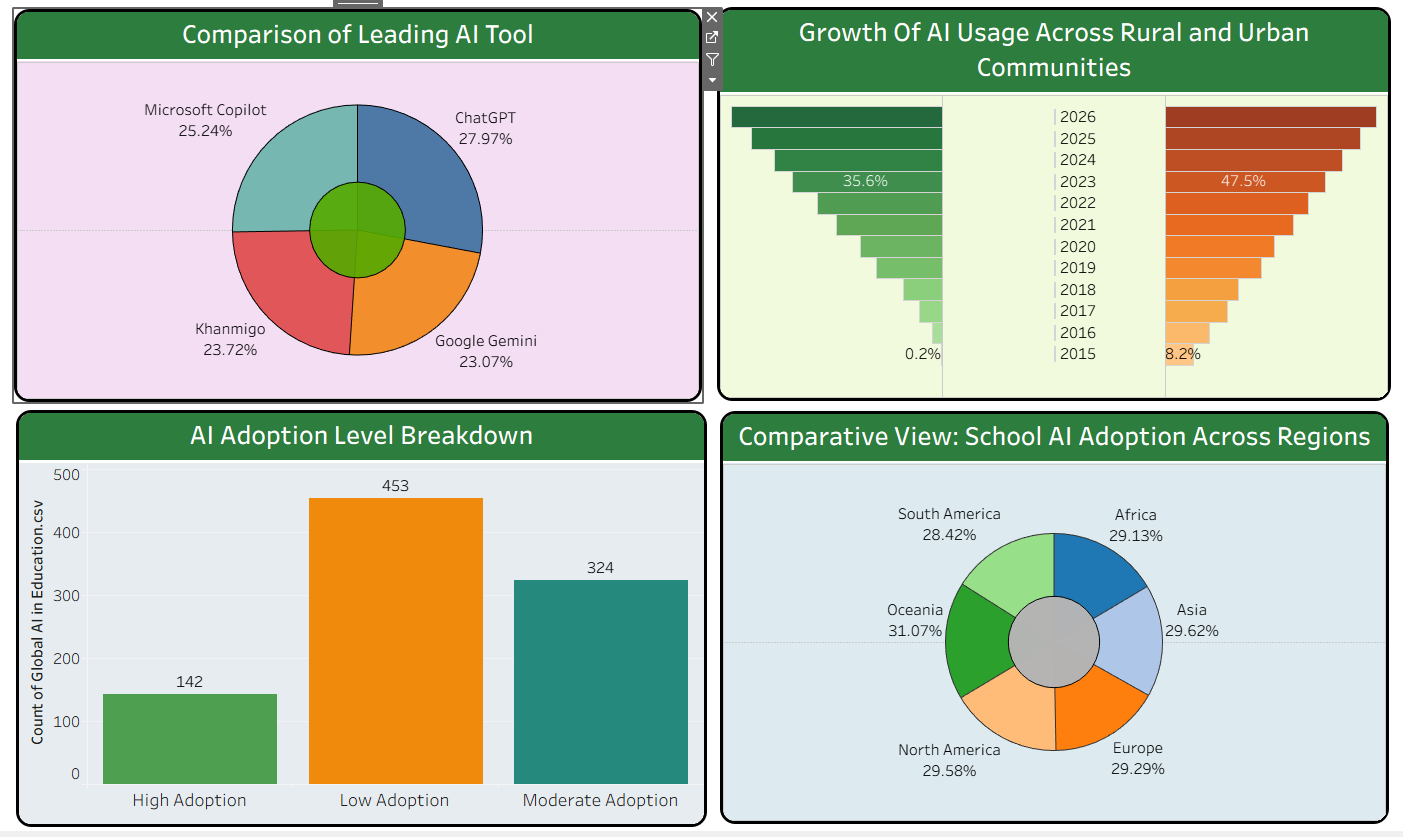 Comparison of Leading AI Tool
Microsoft Copilot
25.24%
ChatGPT
27.97%
Khanmigo
23.72%
Google Gemini
23.07%
Growth Of AI Usage Across Rural and Urban
Communities
2026
2025
2024
35.6% 2023 47.5%
2022
2021
2020
2019
2018
2017
2016
0.2% 2015 8.2%
AI Adoption Level Breakdown
Count of Global AI in Education.csv
500
400
300
200
100
0
142
453
324
High Adoption
Low Adoption
Moderate Adoption
Comparative View: School AI Adoption Across Regions
South America
28.42%
Africa
29.13%
Oceania
31.07%
Asia
29.62%
North America
29.58%
Europe
29.29%